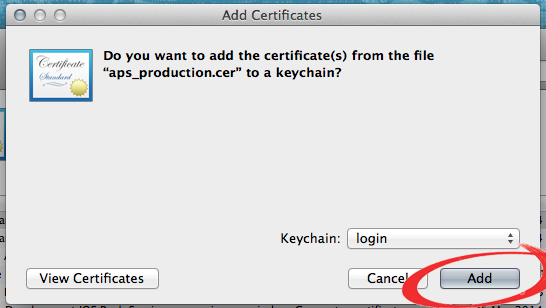 Add Certificates
Certificate
Standard
Do you want to add the certificate(s) from the file
“aps_production.cer” to a keychain?
Keychain: login
View Certificates Cancel Add